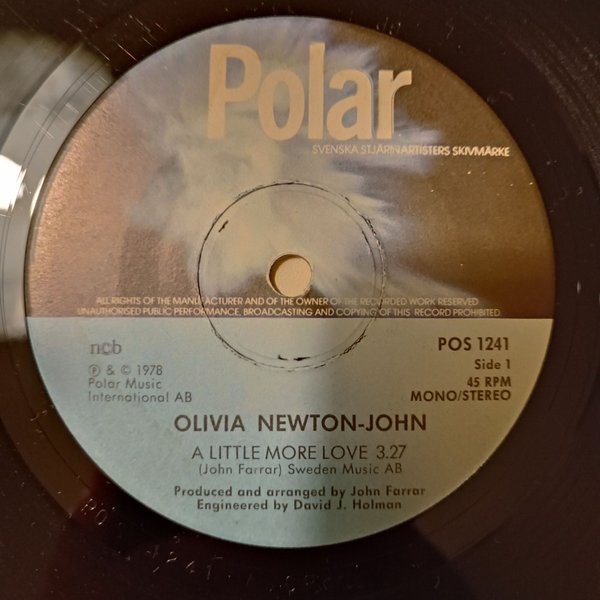 Polar
SVENSKA STJÄRNARTISTERS SKIVMÄRKE
ALL RIGHTS OF THE MANUFACTURER AND OF THE OWNER OF THE RECORDED WORK RESERVED
UNAUTHORISED PUBLIC PERFORMANCE, BROADCASTING AND COPYING OF THIS RECORD PROHIBITED
ncb
POS 1241
Ⓟ & © 1978
Side 1
Polar Music
45 RPM
International AB
MONO/STEREO
OLIVIA NEWTON-JOHN
A LITTLE MORE LOVE 3.27
(John Farrar) Sweden Music AB
Produced and arranged by John Farrar
Engineered by David J. Holman